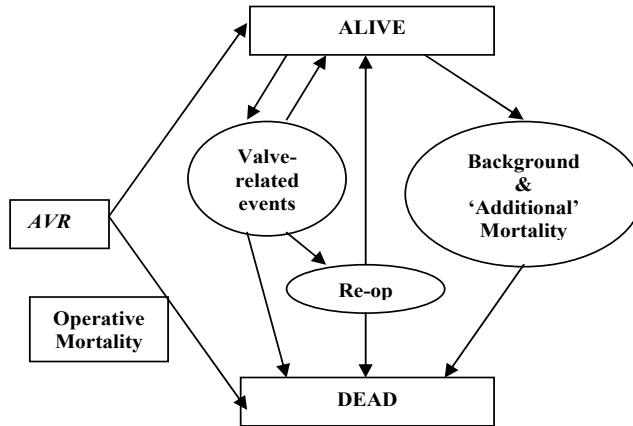 ALIVE
Valve-
related
events
Background
&
‘Additional’
Mortality
AVR
Re-op
Operative
Mortality
DEAD